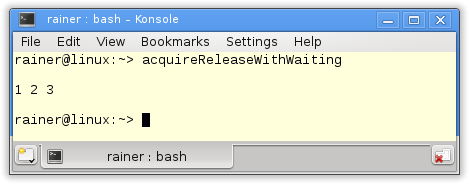 rainer : bash – Konsole
File Edit View Bookmarks Settings Help
rainer@linux:~> acquireReleaseWithWaiting
1 2 3
rainer@linux:~>
rainer : bash